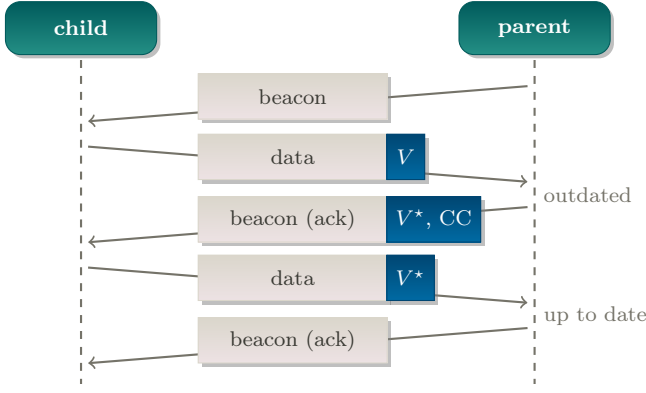 child parent
beacon
data V
outdated
beacon (ack) V*, CC
data V*
up to date
beacon (ack)